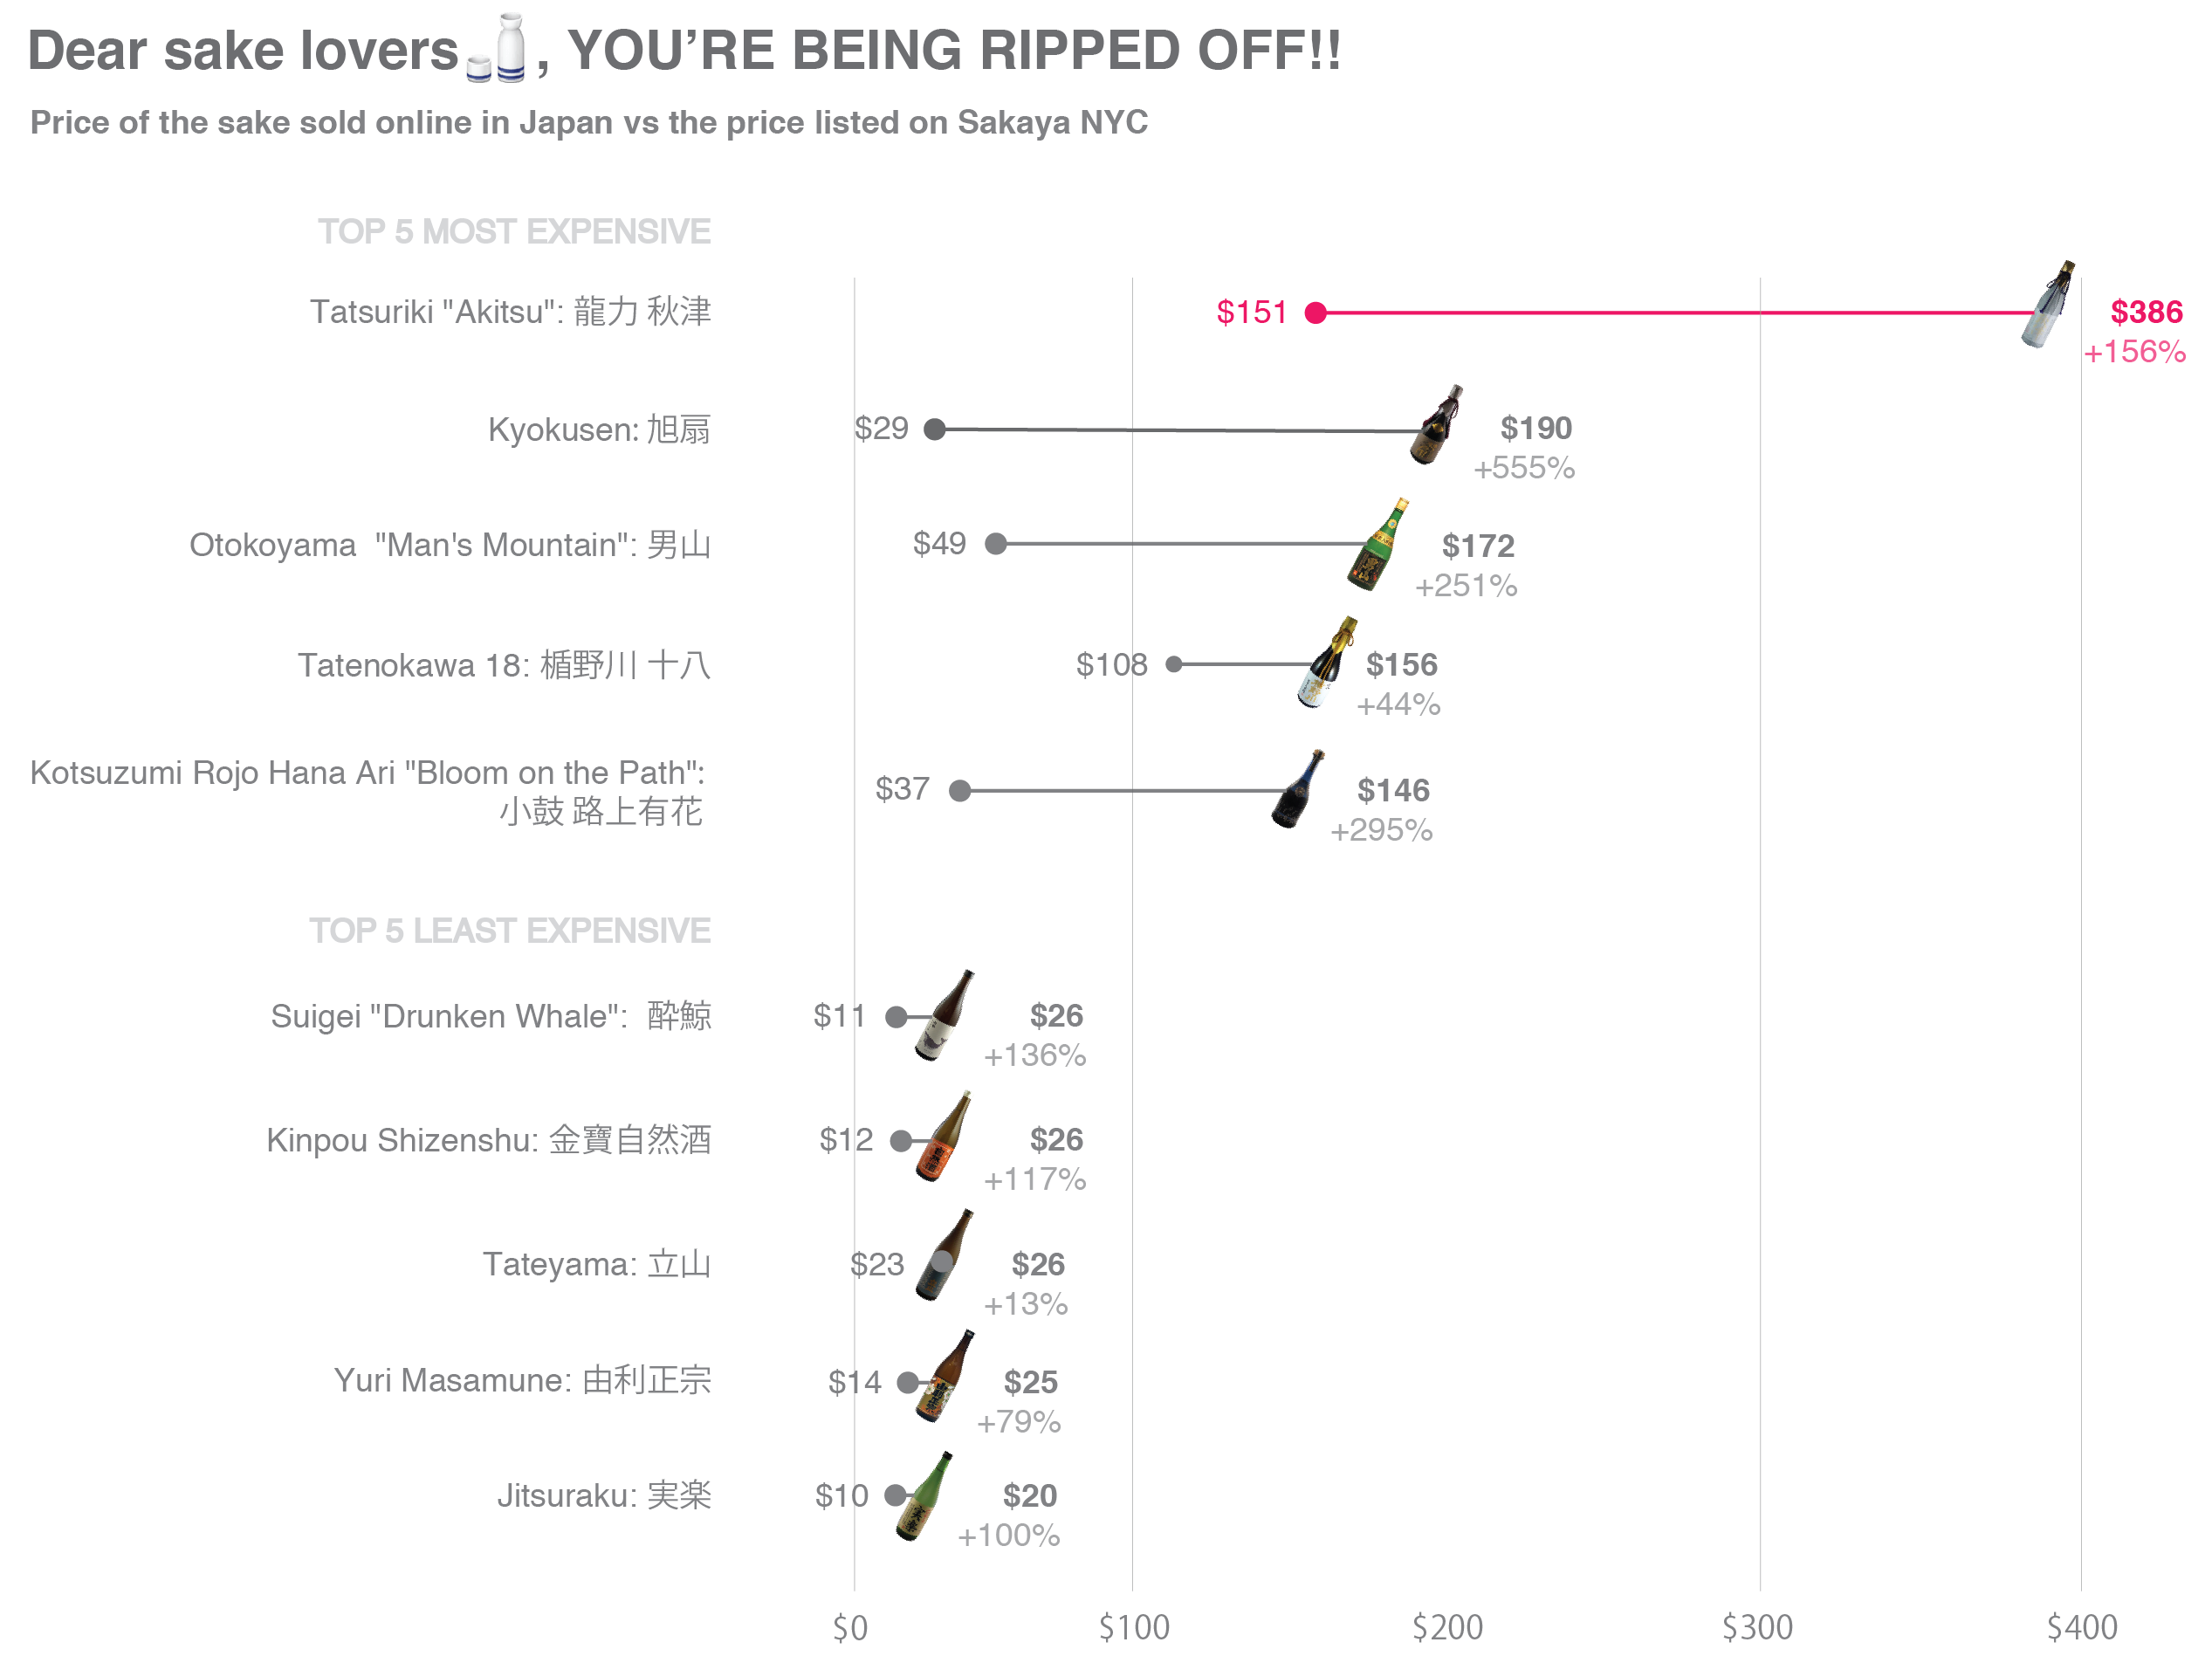 Dear sake lovers, YOU’RE BEING RIPPED OFF!!
Price of the sake sold online in Japan vs the price listed on Sakaya NYC
TOP 5 MOST EXPENSIVE
Tatsuriki "Akitsu": 龍力 秋津 $151 $386
+156%
Kyokusen: 旭扇 $29 $190
+555%
Otokoyama "Man's Mountain": 男山 $49 $172
+251%
Tatenokawa 18: 楯野川 十八 $108 $156
+44%
Kotsuzumi Rojo Hana Ari "Bloom on the Path":
小鼓 路上有花
$37 $146
+295%
TOP 5 LEAST EXPENSIVE
Suigei "Drunken Whale": 酔鯨 $11 $26
+136%
Kinpou Shizenshu: 金寶自然酒 $12 $26
+117%
Tateyama: 立山 $23 $26
+13%
Yuri Masamune: 由利正宗 $14 $25
+79%
Jitsuraku: 実楽 $10 $20
+100%
$0 $100 $200 $300 $400